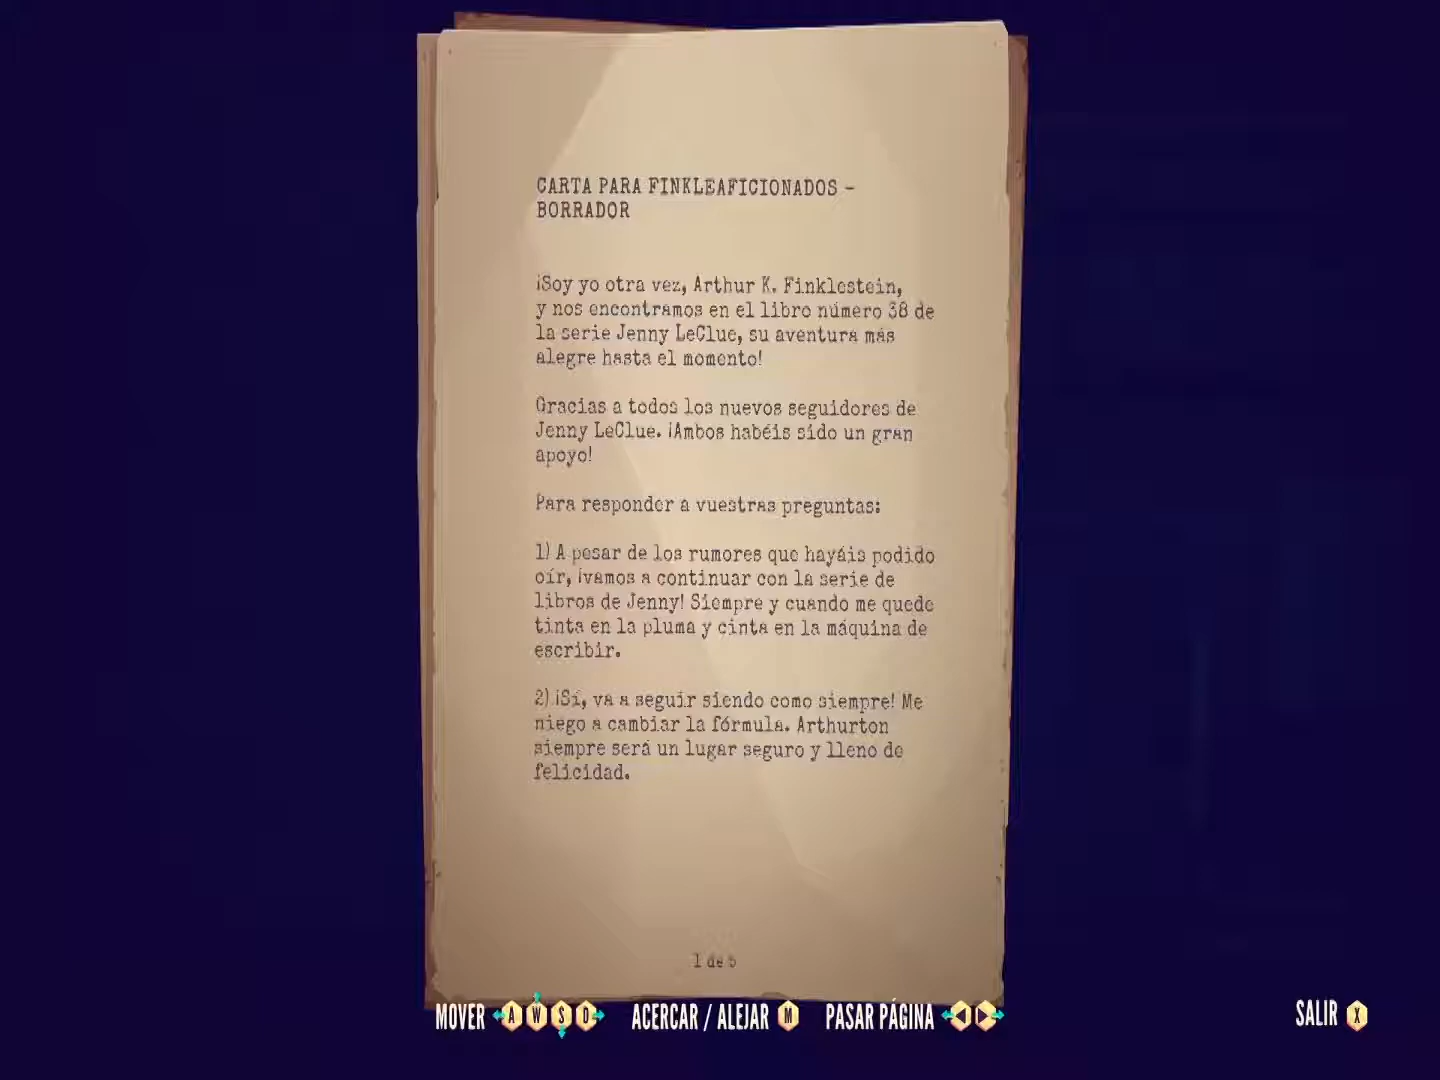 CARTA PARA FINKLEAFICIONADOS –
BORRADOR
¡Soy yo otra vez, Arthur K. Finklestein,
y nos encontramos en el libro número 38 de
la serie Jenny LeClue, su aventura más
alegre hasta el momento!
Gracias a todos los nuevos seguidores de
Jenny LeClue. ¡Ambos habéis sido un gran
apoyo!
Para responder a vuestras preguntas:
1) A pesar de los rumores que hayáis podido
oír, ¡vamos a continuar con la serie de
libros de Jenny! Siempre y cuando me quede
tinta en la pluma y cinta en la máquina de
escribir.
2) ¡Sí, va a seguir siendo como siempre! Me
niego a cambiar la fórmula. Arthurton
siempre será un lugar seguro y lleno de
felicidad.
1 de 5
MOVER A W S D ACERCAR / ALEJAR M PASAR PÁGINA SALIR X